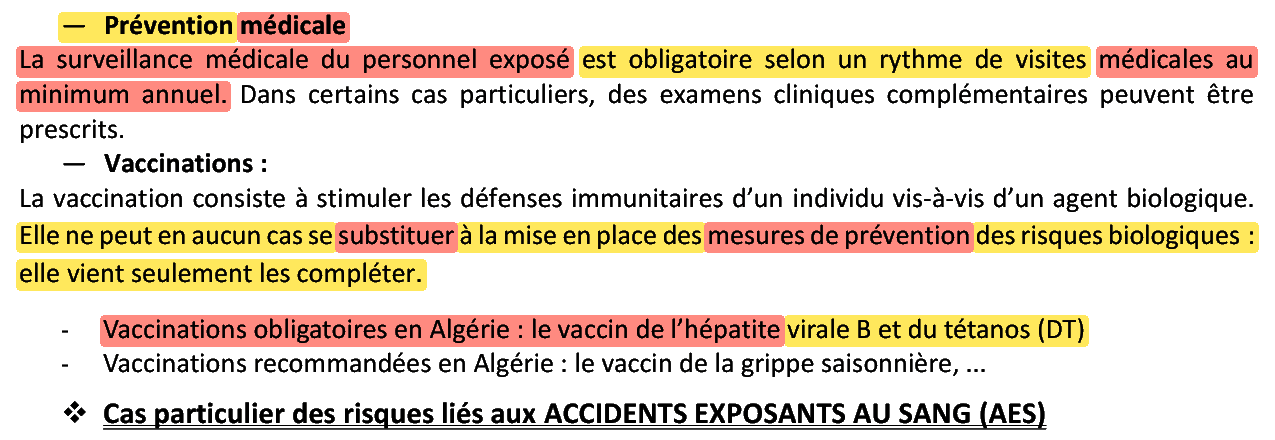 — Prévention médicale
La surveillance médicale du personnel exposé est obligatoire selon un rythme de visites médicales au
minimum annuel. Dans certains cas particuliers, des examens cliniques complémentaires peuvent être
prescrits.
— Vaccinations :
La vaccination consiste à stimuler les défenses immunitaires d’un individu vis-à-vis d’un agent biologique.
Elle ne peut en aucun cas se substituer à la mise en place des mesures de prévention des risques biologiques :
elle vient seulement les compléter.
- Vaccinations obligatoires en Algérie : le vaccin de l’hépatite virale B et du tétanos (DT)
- Vaccinations recommandées en Algérie : le vaccin de la grippe saisonnière, ...
❖ Cas particulier des risques liés aux ACCIDENTS EXPOSANTS AU SANG (AES)